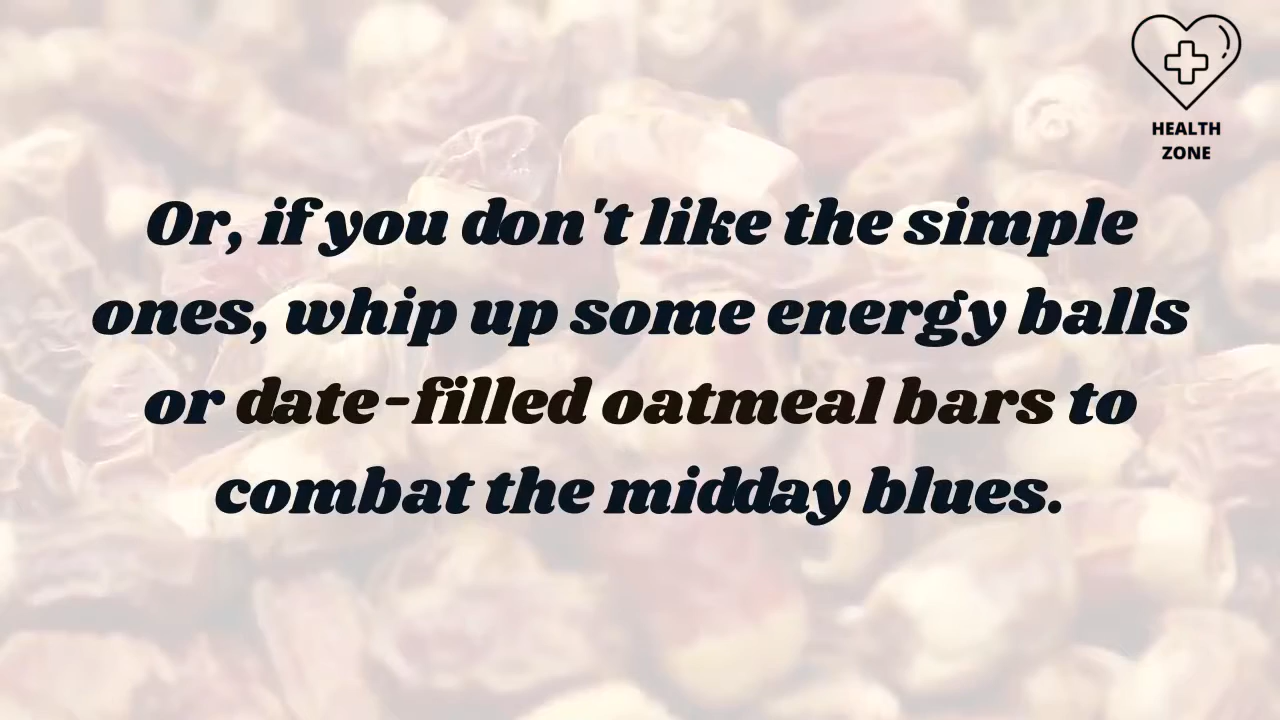 HEALTH
ZONE
Or, if you don't like the simple
ones, whip up some energy balls
or date-filled oatmeal bars to
combat the midday blues.